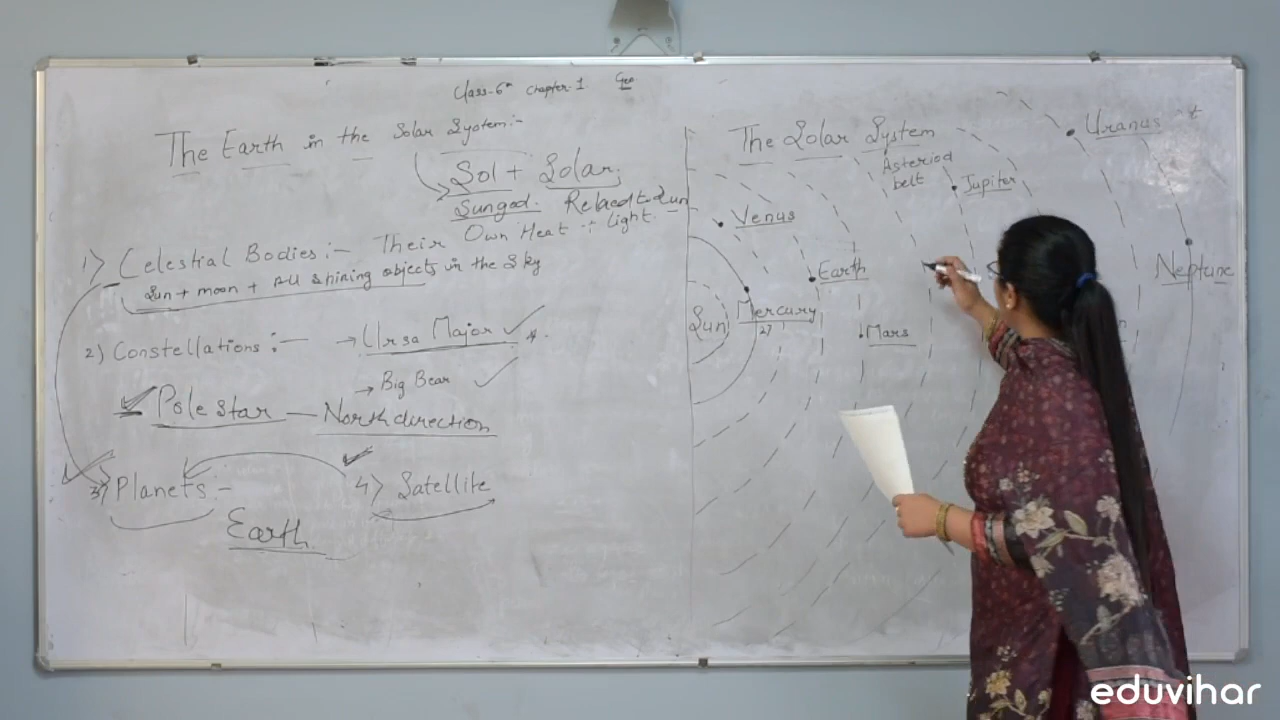 Class-6th Chapter-1 Geo
The Earth in the Solar System:-
Sol + Solar;
Sungod. Relaedt Sun
1) Celestial Bodies:- Their Own Heat + light.
Sun + moon + All shining objects in the Sky
2) Constellations:- → Ursa Major
→ Big Bear
Pole star - North direction
3) Planets:- 4) Satellite
Earth
The Solar System
Asteriod
belt
Uranus
Jupiter
Venus
Earth
Neptune
Sun
Mercury
Mars
eduvihar